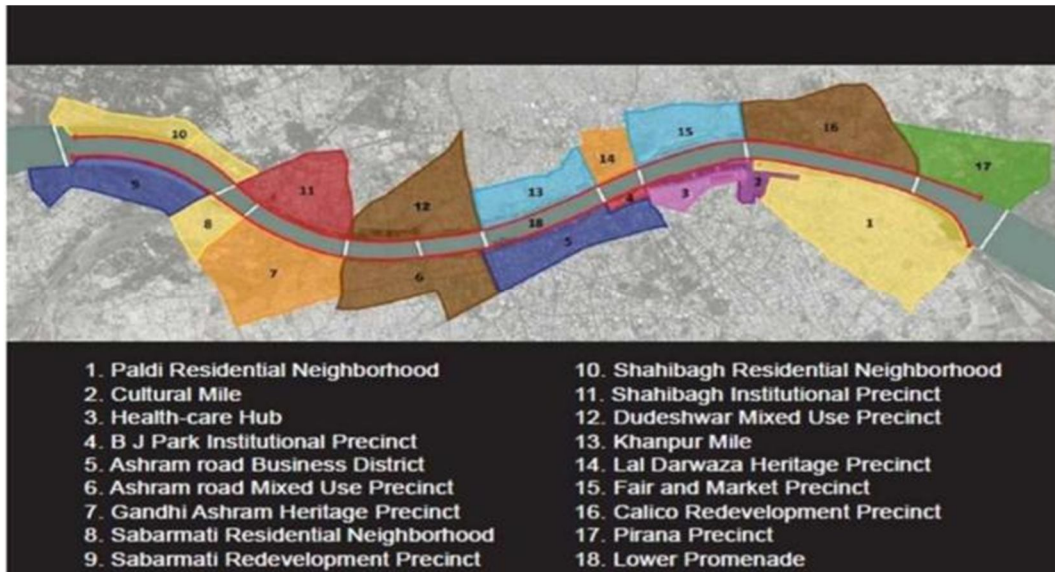 10
9
8
11
7
12
6
13
18
5
14
4
15
3
2
16
1
17
1. Paldi Residential Neighborhood
2. Cultural Mile
3. Health-care Hub
4. B J Park Institutional Precinct
5. Ashram road Business District
6. Ashram road Mixed Use Precinct
7. Gandhi Ashram Heritage Precinct
8. Sabarmati Residential Neighborhood
9. Sabarmati Redevelopment Precinct
10. Shahibagh Residential Neighborhood
11. Shahibagh Institutional Precinct
12. Dudeshwar Mixed Use Precinct
13. Khanpur Mile
14. Lal Darwaza Heritage Precinct
15. Fair and Market Precinct
16. Calico Redevelopment Precinct
17. Pirana Precinct
18. Lower Promenade